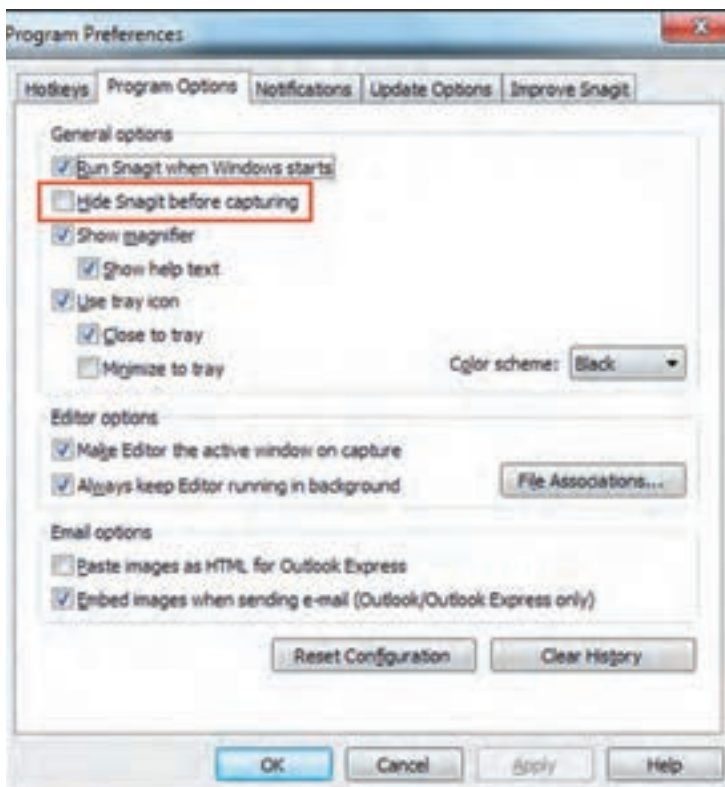 Program Preferences
Hotkeys Program Options Notifications Update Options Improve Snagit
General options
Run Snagit when Windows starts
Hide Snagit before capturing
Show magnifier
Show help text
Use tray icon
Close to tray
Minimize to tray Color scheme: Black
Editor options
Make Editor the active window on capture
Always keep Editor running in background File Associations...
Email options
Paste images as HTML for Outlook Express
Embed images when sending e-mail (Outlook/Outlook Express only)
Reset Configuration Clear History
OK Cancel Apply Help